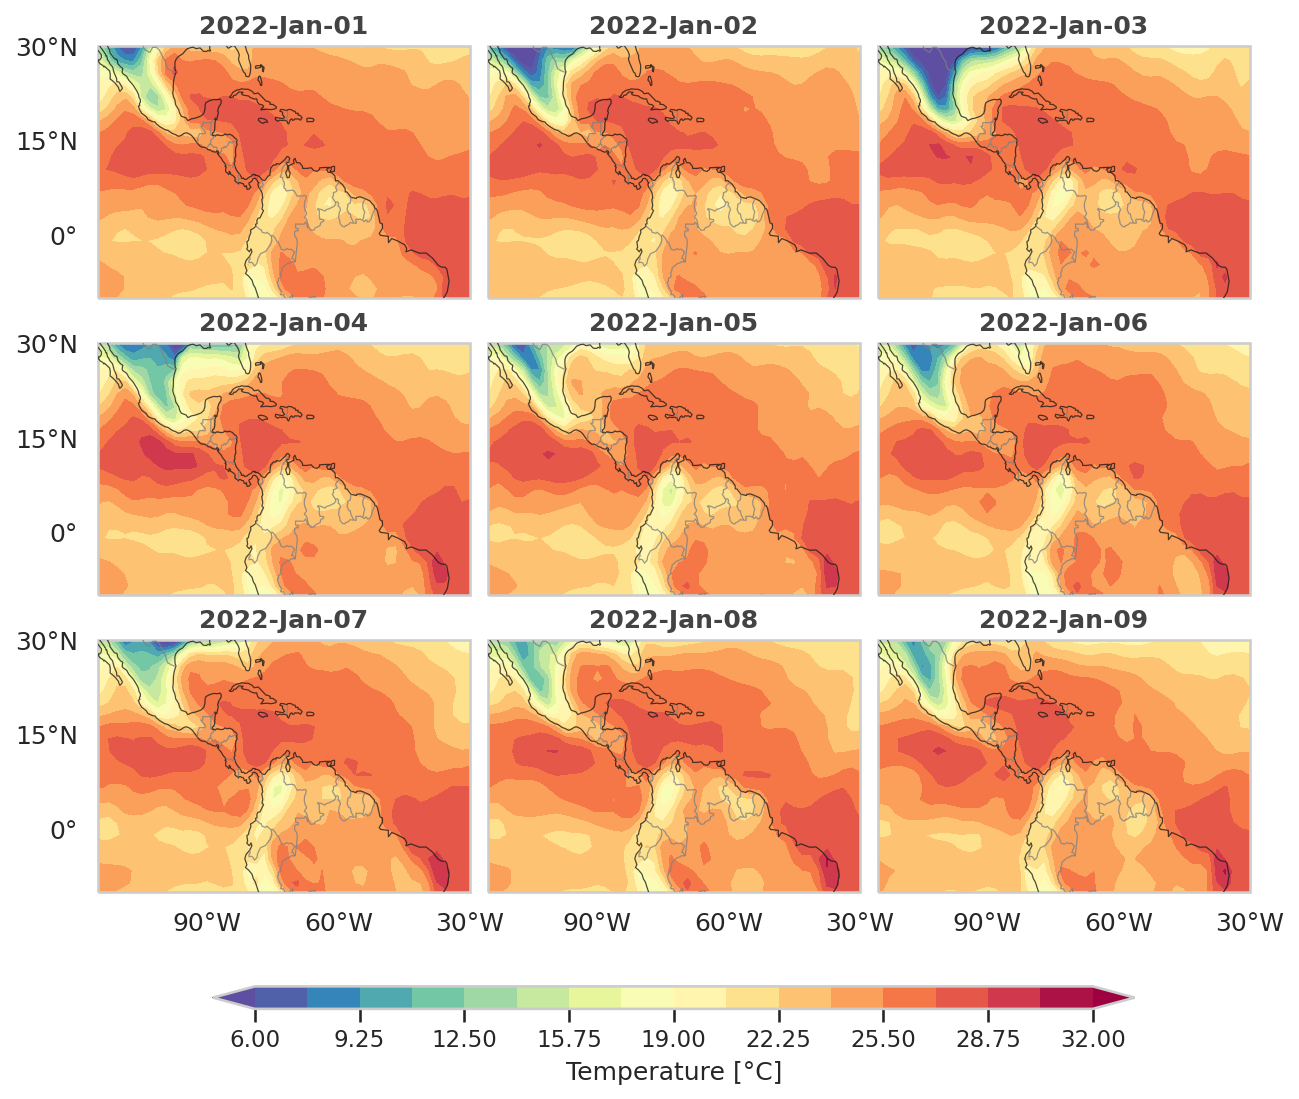 2022-Jan-01 2022-Jan-02 2022-Jan-03
30°N
15°N
0°
2022-Jan-04 2022-Jan-05 2022-Jan-06
30°N
15°N
0°
2022-Jan-07 2022-Jan-08 2022-Jan-09
30°N
15°N
0°
90°W 60°W 30°W 90°W 60°W 30°W 90°W 60°W 30°W
6.00 9.25 12.50 15.75 19.00 22.25 25.50 28.75 32.00
Temperature [°C]